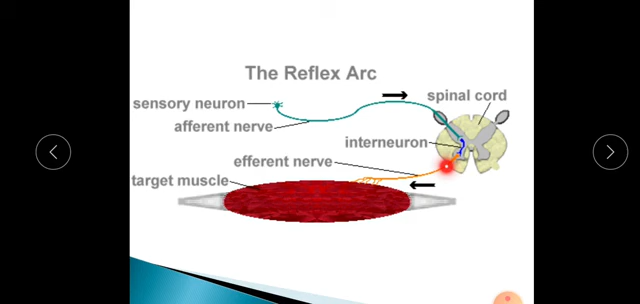 The Reflex Arc
sensory neuron
spinal cord
afferent nerve
interneuron
efferent nerve
target muscle